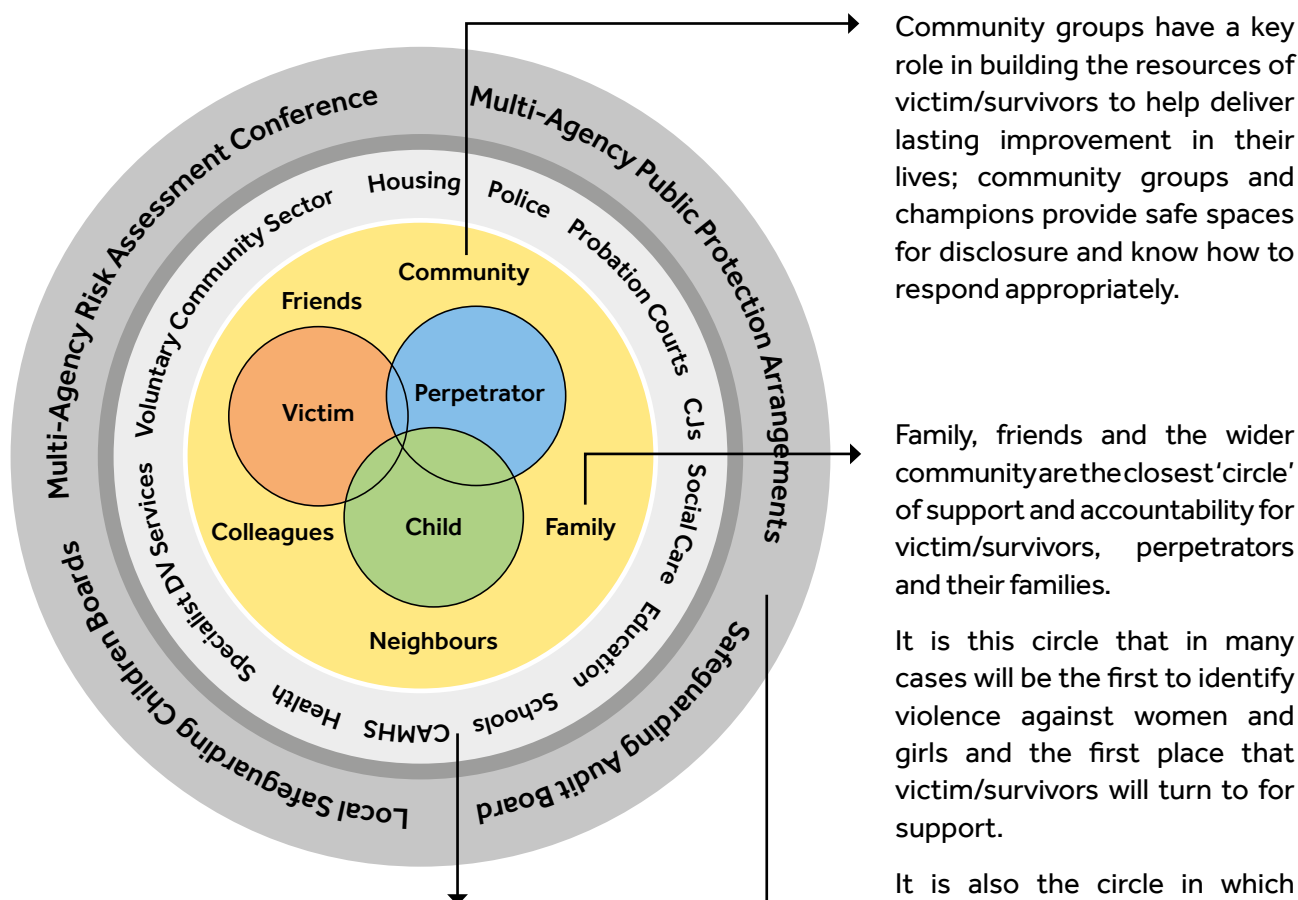 Multi-Agency Risk Assessment Conference
Multi-Agency Public Protection Arrangements
Safeguarding Audit Board
Local Safeguarding Children Boards
Voluntary Community Sector
Housing
Police
Probation Courts
CJs
Social Care
Education
Schools
CAMHS
Health
Specialist DV Services
Community
Friends
Victim
Perpetrator
Child
Colleagues
Family
Neighbours
Community groups have a key
role in building the resources of
victim/survivors to help deliver
lasting improvement in their
lives; community groups and
champions provide safe spaces
for disclosure and know how to
respond appropriately.
Family, friends and the wider
community are the closest 'circle'
of support and accountability for
victim/survivors, perpetrators
and their families.
It is this circle that in many
cases will be the first to identify
violence against women and
girls and the first place that
victim/survivors will turn to for
support.
It is also the circle in which